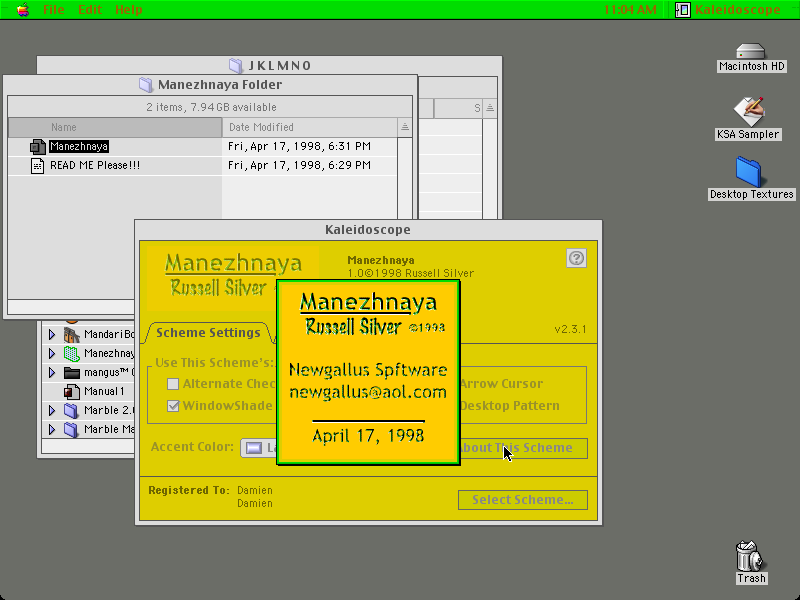 File Edit Help
11:04 AM Kaleidoscope
Macintosh HD
KSA Sampler
Desktop Textures
Trash
JKLMNO
S
Manezhnaya Folder
2 items, 7.94 GB available
Name Date Modified
Manezhnaya Fri, Apr 17, 1998, 6:31 PM
READ ME Please!!! Fri, Apr 17, 1998, 6:29 PM
MandariBo
Manezhnay
mangus™ (
Manual1
Marble 2.
Marble Ma
Kaleidoscope
Manezhnaya
Russell Silver
Manezhnaya
1.0©1998 Russell Silver
Scheme Settings
v2.3.1
Use This Scheme's:
Alternate Chec
Arrow Cursor
WindowShade
Desktop Pattern
Accent Color: La
About This Scheme
Registered To: Damien
Damien
Select Scheme...
Manezhnaya
Russell Silver ©1998
Newgallus Spftware
newgallus@aol.com
April 17, 1998